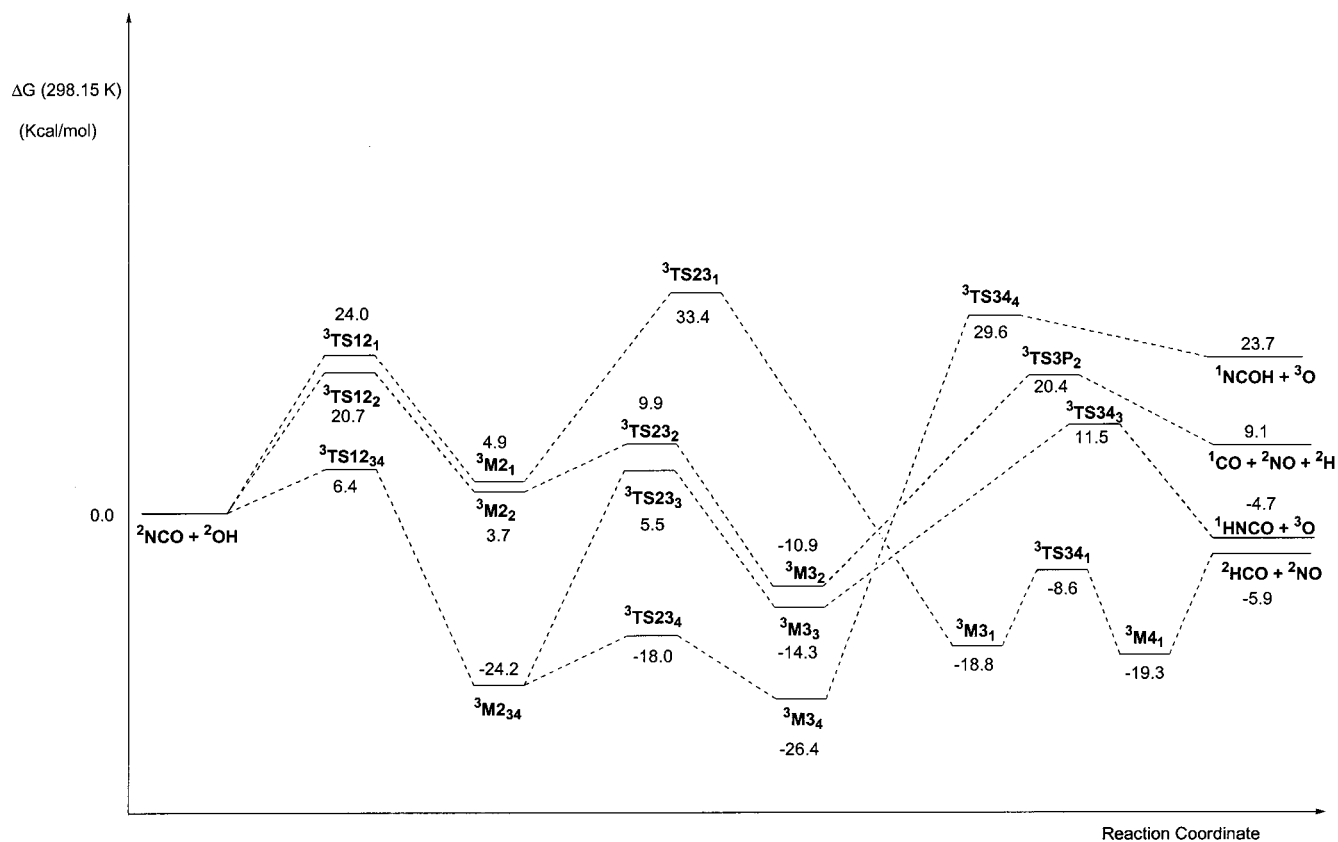 ΔG (298.15 K)
(Kcal/mol)
0.0
²NCO + ²OH
24.0
³TS12₁
³TS12₂
20.7
³TS12₃₄
6.4
4.9
³M2₁
³M2₂
3.7
-24.2
³M2₃₄
³TS23₁
33.4
9.9
³TS23₂
³TS23₃
5.5
³TS23₄
-18.0
-10.9
³M3₂
³M3₃
-14.3
³M3₄
-26.4
³TS34₄
29.6
³TS3P₂
20.4
³TS34₃
11.5
³M3₁
-18.8
³TS34₁
-8.6
³M4₁
-19.3
23.7
¹NCOH + ³O
9.1
¹CO + ²NO + ²H
-4.7
¹HNCO + ³O
²HCO + ²NO
-5.9
Reaction Coordinate